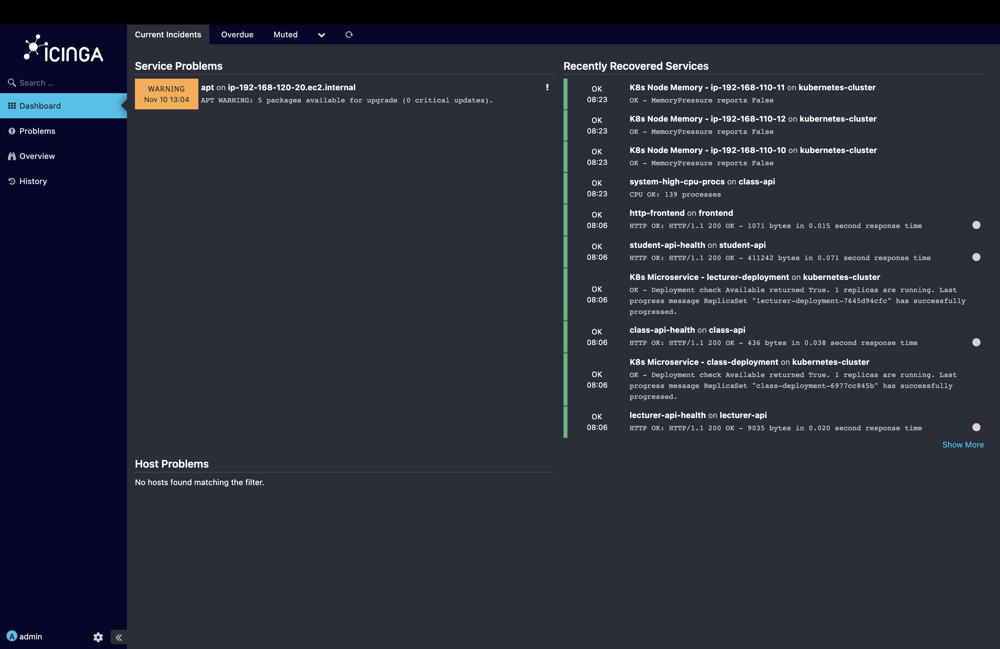 ICINGA
Search ...
Dashboard
Problems
Overview
History
A admin
Current Incidents Overdue Muted
Service Problems
WARNING
Nov 10 13:04
apt on ip-192-168-120-20.ec2.internal
!
APT WARNING: 5 packages available for upgrade (0 critical updates).
Host Problems
No hosts found matching the filter.
Recently Recovered Services
OK
08:23
K8s Node Memory - ip-192-168-110-11 on kubernetes-cluster
OK - MemoryPressure reports False
OK
08:23
K8s Node Memory - ip-192-168-110-12 on kubernetes-cluster
OK - MemoryPressure reports False
OK
08:23
K8s Node Memory - ip-192-168-110-10 on kubernetes-cluster
OK - MemoryPressure reports False
OK
08:23
system-high-cpu-procs on class-api
CPU OK: 139 processes
OK
08:06
http-frontend on frontend
HTTP OK: HTTP/1.1 200 OK - 1071 bytes in 0.015 second response time
OK
08:06
student-api-health on student-api
HTTP OK: HTTP/1.1 200 OK - 411242 bytes in 0.071 second response time
OK
08:06
K8s Microservice - lecturer-deployment on kubernetes-cluster
OK - Deployment check Available returned True. 1 replicas are running. Last
progress message ReplicaSet "lecturer-deployment-7645d94cfc" has successfully
progressed.
OK
08:06
class-api-health on class-api
HTTP OK: HTTP/1.1 200 OK - 436 bytes in 0.038 second response time
OK
08:06
K8s Microservice - class-deployment on kubernetes-cluster
OK - Deployment check Available returned True. 1 replicas are running. Last
progress message ReplicaSet "class-deployment-6977cc845b" has successfully
progressed.
OK
08:06
lecturer-api-health on lecturer-api
HTTP OK: HTTP/1.1 200 OK - 9035 bytes in 0.020 second response time
Show More